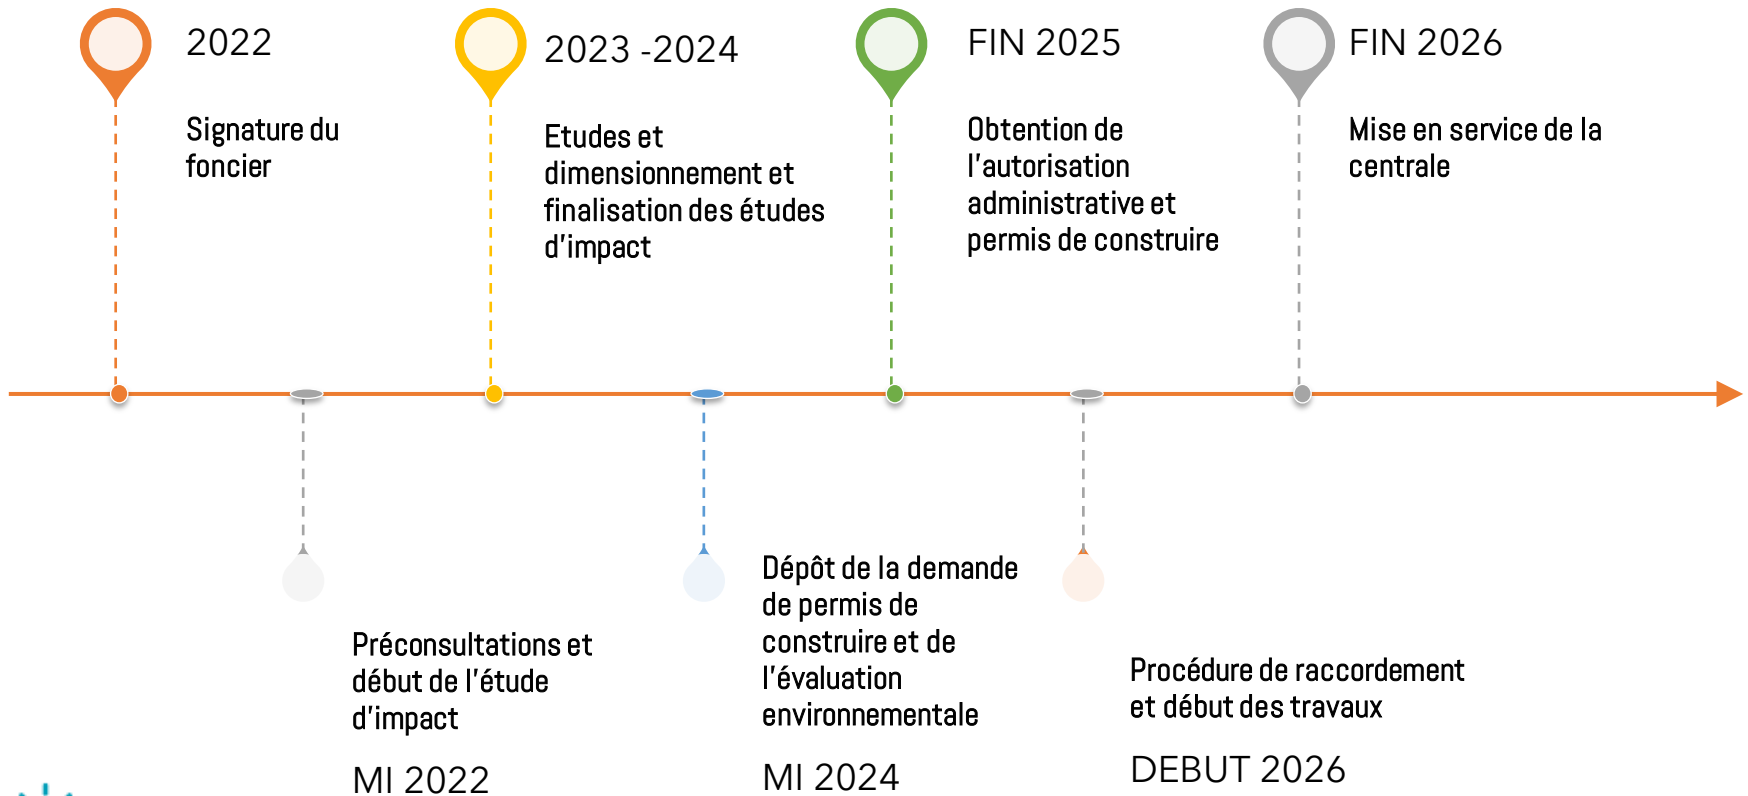 2022
Signature du
foncier
2023 -2024
Etudes et
dimensionnement et
finalisation des études
d'impact
FIN 2025
Obtention de
l'autorisation
administrative et
permis de construire
FIN 2026
Mise en service de la
centrale
Préconsultations et
début de l'étude
d'impact
MI 2022
Dépôt de la demande
de permis de
construire et de
l'évaluation
environnementale
MI 2024
Procédure de raccordement
et début des travaux
DEBUT 2026